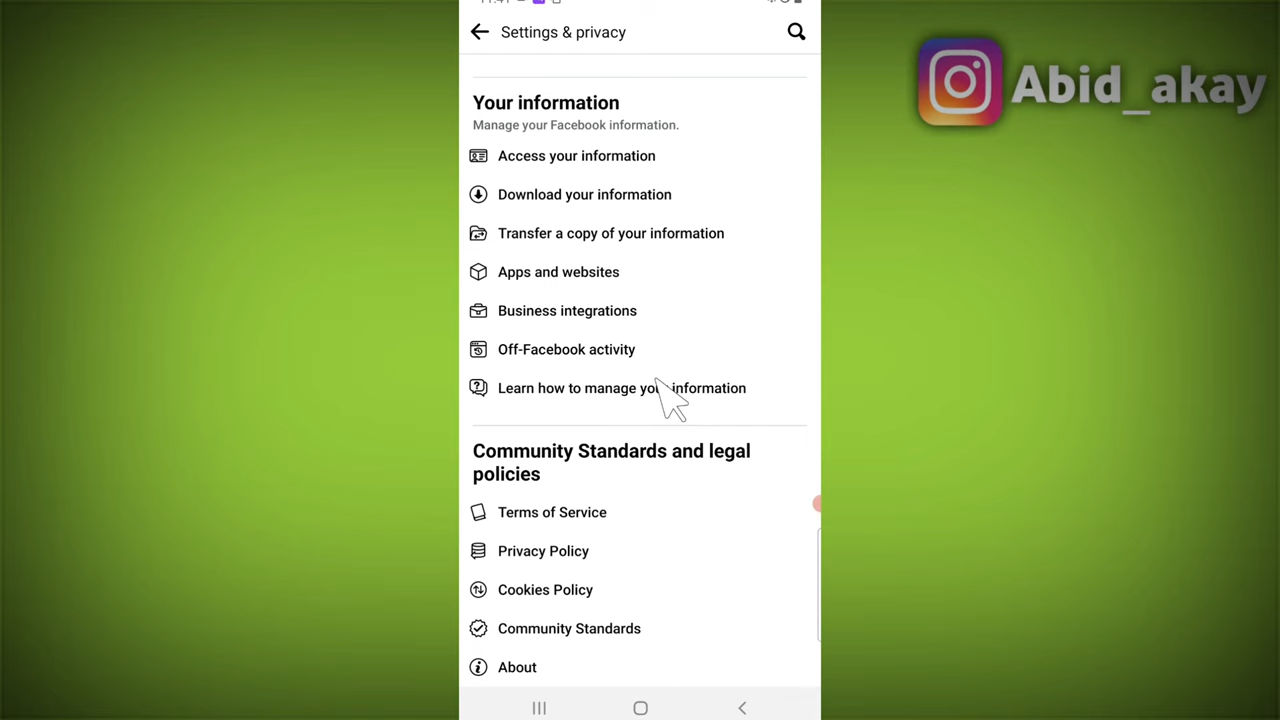 Settings & privacy
Abid_akay
Your information
Manage your Facebook information.
Access your information
Download your information
Transfer a copy of your information
Apps and websites
Business integrations
Off-Facebook activity
Learn how to manage your information
Community Standards and legal
policies
Terms of Service
Privacy Policy
Cookies Policy
Community Standards
About